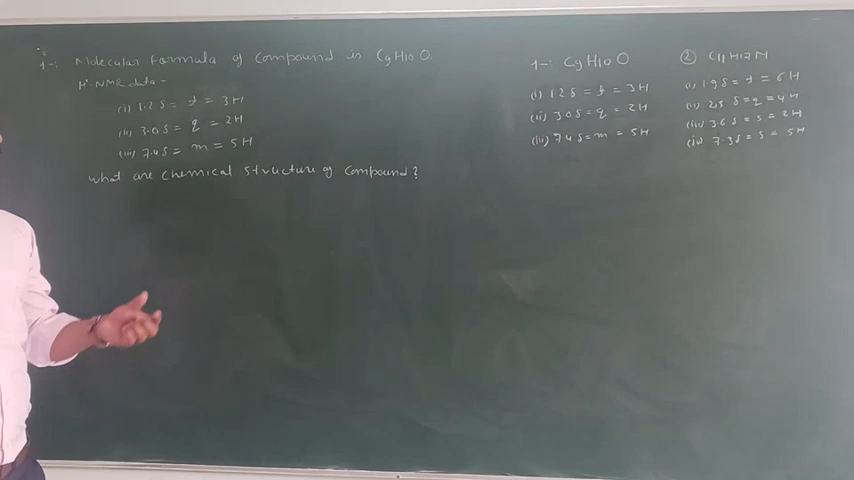 1-: Molecular Formula of Compound is C9H10O.
H' NMR data-
(i) 1.2 δ = t = 3H
(ii) 3.0 δ = q = 2H
(iii) 7.4 δ = m = 5H
what are chemical structure of compound?
1-: C9H10O
(i) 1.2 δ = t = 3H
(ii) 3.0 δ = q = 2H
(iii) 7.4 δ = m = 5H
② C11H17N
(i) 1.9 δ = t = 6H
(ii) 2.5 δ = q = 4H
(iii) 3.6 δ = s = 2H
(iv) 7.3 δ = s = 5H